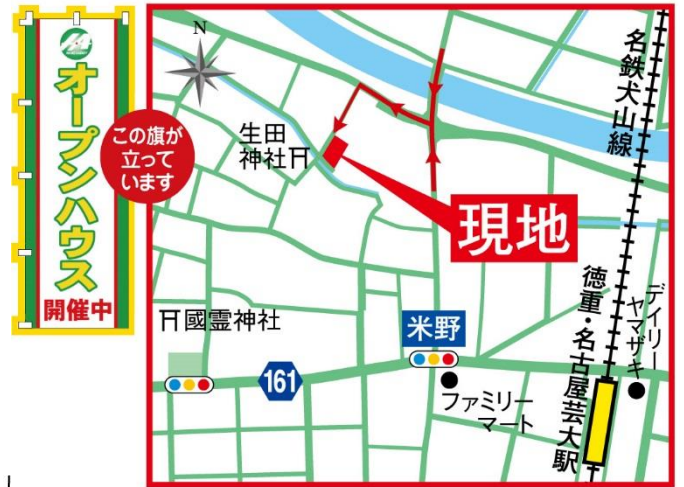 オープンハウス
開催中
この旗が
立って
います
N
名鉄犬山線
生田
神社
現地
國霊神社
米野
161
ファミリー
マート
徳重・名古屋芸大駅
デイリー
ヤマザキ